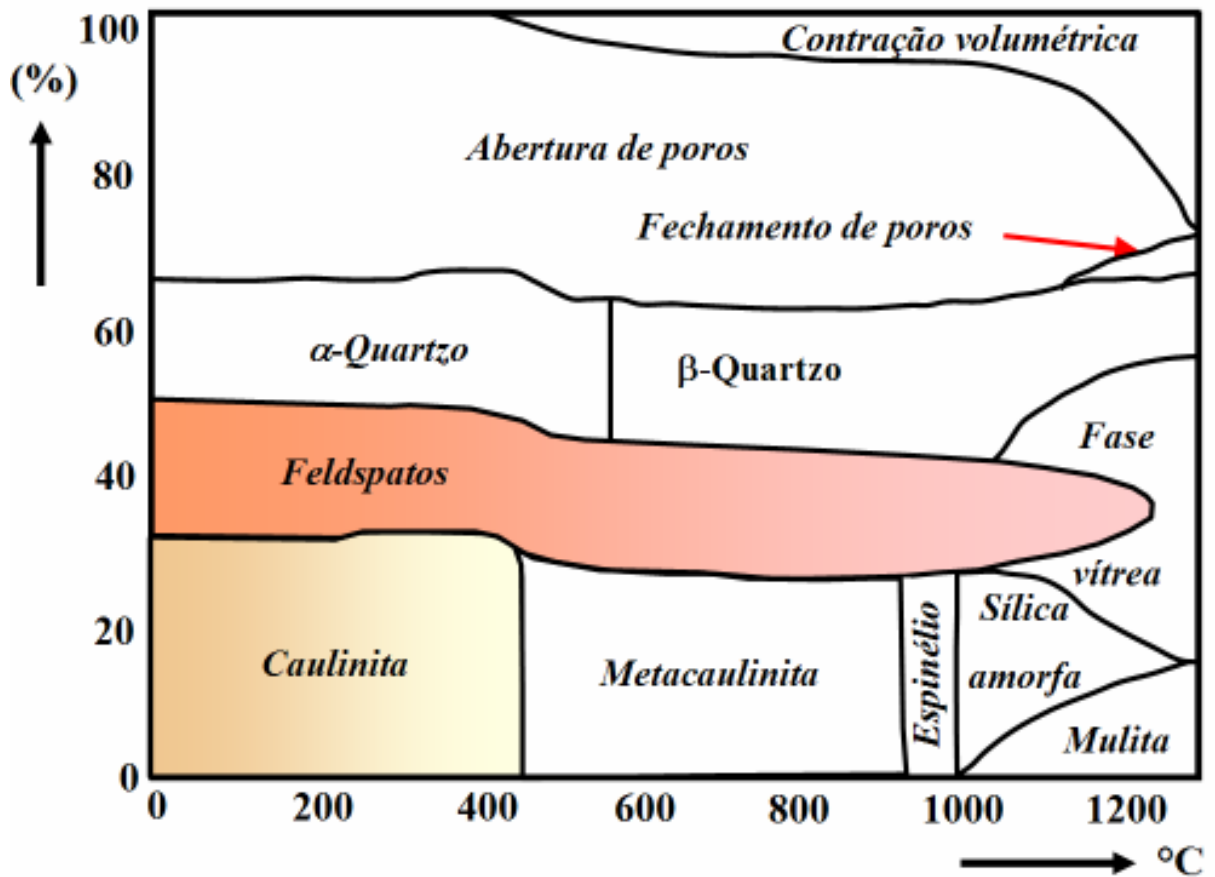 100
(%)
80
60
40
20
0
Contração volumétrica
Abertura de poros
Fechamento de poros
α-Quartzo
β-Quartzo
Feldspatos
Fase
vítrea
Caulinita
Metacaulinita
Espinélio
Sílica
amorfa
Mulita
0 200 400 600 800 1000 1200
°C